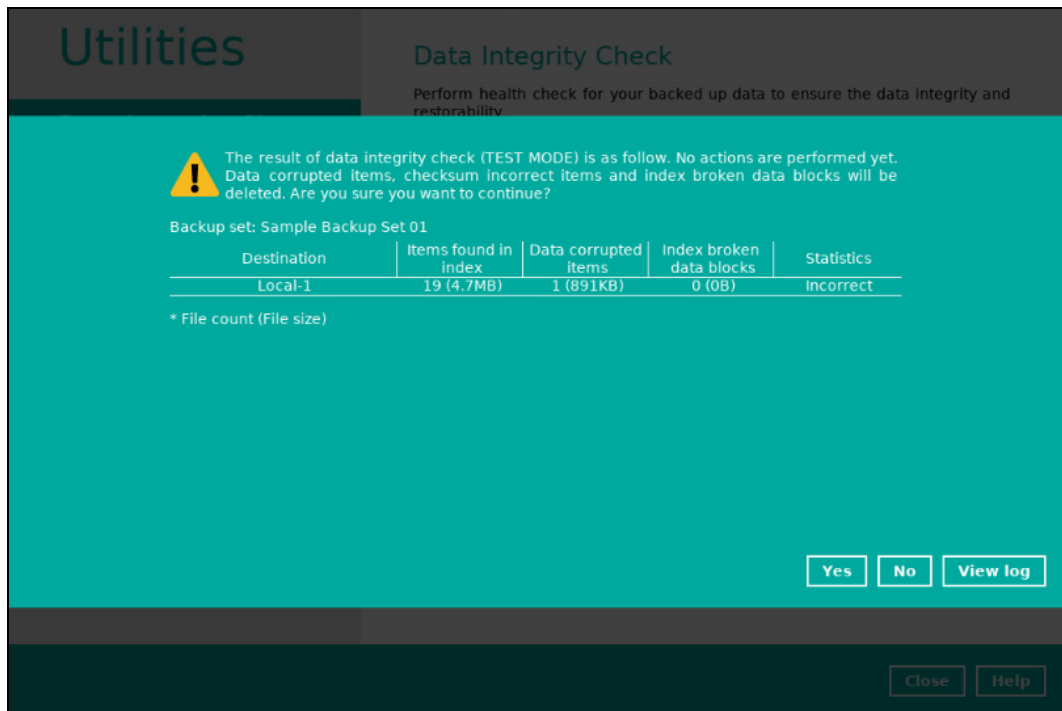 Utilities
Data Integrity Check
Perform health check for your backed up data to ensure the data integrity and
restorability
The result of data integrity check (TEST MODE) is as follow. No actions are performed yet.
Data corrupted items, checksum incorrect items and index broken data blocks will be
deleted. Are you sure you want to continue?
Backup set: Sample Backup Set 01
Destination Items found in index Data corrupted items Index broken data blocks Statistics
Local-1 19 (4.7MB) 1 (891KB) 0 (0B) Incorrect
* File count (File size)
Yes No View log
Close Help